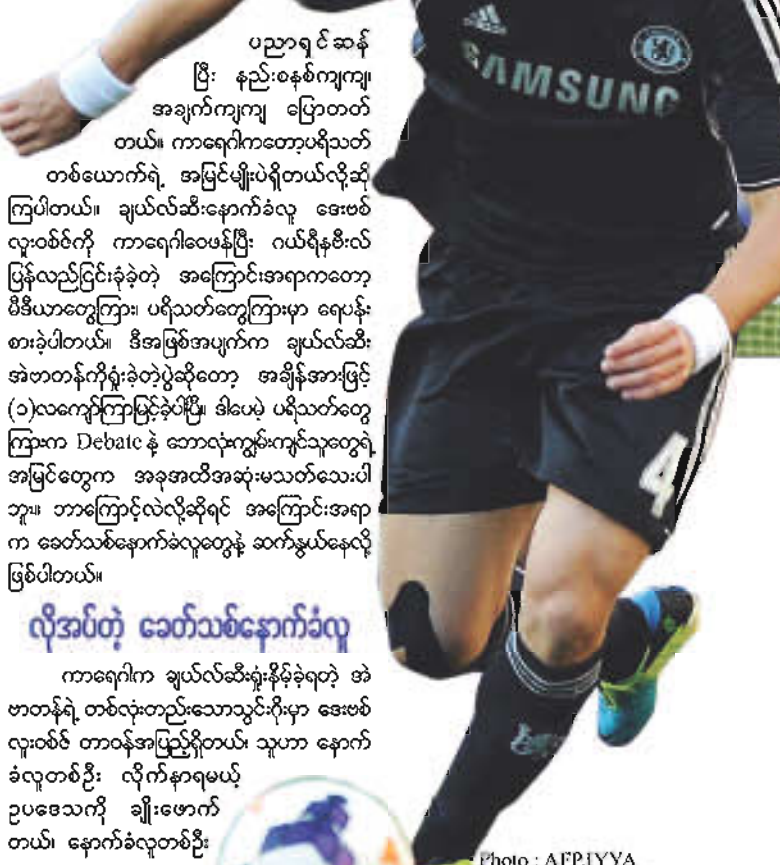 ပညာရှင်ဆန်
ပြီး နည်းစနစ်ကျကျ၊
အချက်ကျကျ ပြောတတ်
တယ်။ ကာရေဂါကတော့ပရိသတ်
တစ်ယောက်ရဲ့ အမြင်မျိုးပဲရှိတယ်လို့ဆို
ကြပါတယ်။ ချယ်လ်ဆီးနောက်ခံလူ ဒေးဗစ်
လူးဝစ်ဇ်ကို ကာရေဂါဝေဖန်ပြီး ဂယ်ရီနဗီးလ်
ပြန်လည်ငြင်းခုံခဲ့တဲ့ အကြောင်းအရာကတော့
မီဒီယာတွေကြား၊ ပရိသတ်တွေကြားမှာ ရေပန်း
စားခဲ့ပါတယ်။ ဒီအဖြစ်အပျက်က ချယ်လ်ဆီး
အဲဗာတန်ကိုရှုံးခဲ့တဲ့ပွဲဆိုတော့ အချိန်အားဖြင့်
(၁)လကျော်ကြာမြင့်ခဲ့ပါပြီ။ ဒါပေမဲ့ ပရိသတ်တွေ
ကြားက Debate နဲ့ ဘောလုံးကျွမ်းကျင်သူတွေရဲ့
အမြင်တွေက အခုအထိအဆုံးမသတ်သေးပါ
ဘူး။ ဘာကြောင့်လဲလို့ဆိုရင် အကြောင်းအရာ
က ခေတ်သစ်နောက်ခံလူတွေနဲ့ ဆက်နွယ်နေလို့
ဖြစ်ပါတယ်။
လိုအပ်တဲ့ ခေတ်သစ်နောက်ခံလူ
ကာရေဂါက ချယ်လ်ဆီးရှုံးနိမ့်ခဲ့ရတဲ့ အဲ
ဗာတန်ရဲ့ တစ်လုံးတည်းသောသွင်းဂိုးမှာ ဒေးဗစ်
လူးဝစ်ဇ် တာဝန်အပြည့်ရှိတယ်၊ သူဟာ နောက်
ခံလူတစ်ဦး လိုက်နာရမယ့်
ဥပဒေသကို ချိုးဖောက်
တယ်၊ နောက်ခံလူတစ်ဦး
adidas
SAMSUNG
4
Photo : AFP,IYYA